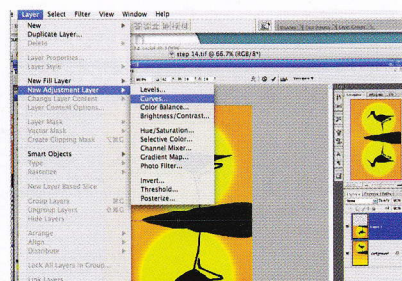 Layer Select Filter View Window Help
New
Duplicate Layer...
Delete
step 14.tif @ 66.7% (RGB/8*)
Layer Properties...
Layer Style
New Fill Layer
New Adjustment Layer
Change Layer Content
Layer Content Options...
Layer Mask
Vector Mask
Create Clipping Mask ⌥⌘G
Smart Objects
Type
Rasterize
New Layer Based Slice
Group Layers ⌘G
Ungroup Layers ⇧⌘G
Hide Layers
Arrange
Align
Distribute
Lock All Layers in Group...
Link Layers
Levels...
Curves...
Color Balance...
Brightness/Contrast...
Hue/Saturation...
Selective Color...
Channel Mixer...
Gradient Map...
Photo Filter...
Invert...
Threshold...
Posterize...